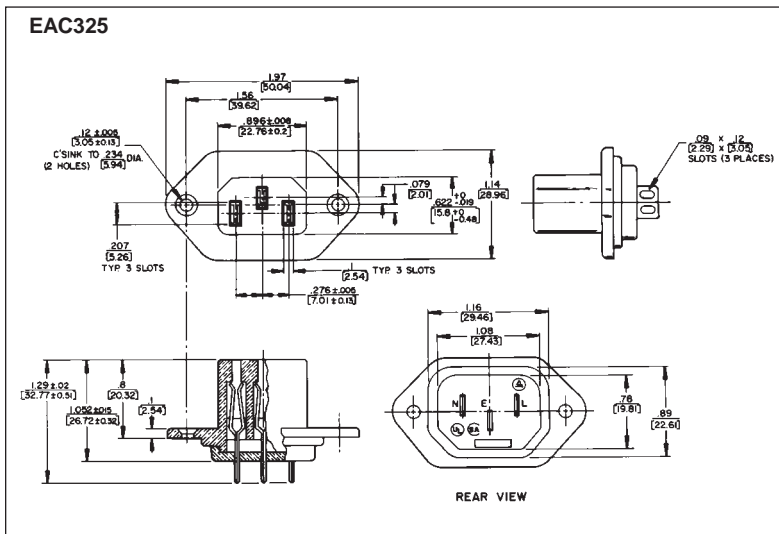 EAC325
1.97
[50.04]
1.56
[39.62]
.896±.008
[22.76±0.2]
.12±.005
[3.05±0.13]
C'SINK TO .234 DIA.
[5.94]
(2 HOLES)
.079
[2.01]
.622 +0 -.019
[15.8 +0 -0.48]
1.14
[28.96]
.09 x .12
[2.29] x [3.05]
SLOTS (3 PLACES)
.207
[5.26]
TYP. 3 SLOTS
.1
[2.54]
TYP. 3 SLOTS
.276±.005
[7.01±0.13]
1.29±.02
[32.77±0.51]
1.052±.015
[26.72±0.32]
.8
[20.32]
.1
[2.54]
1.16
[29.46]
1.08
[27.43]
N E L
UL
.78
[19.81]
.89
[22.61]
REAR VIEW